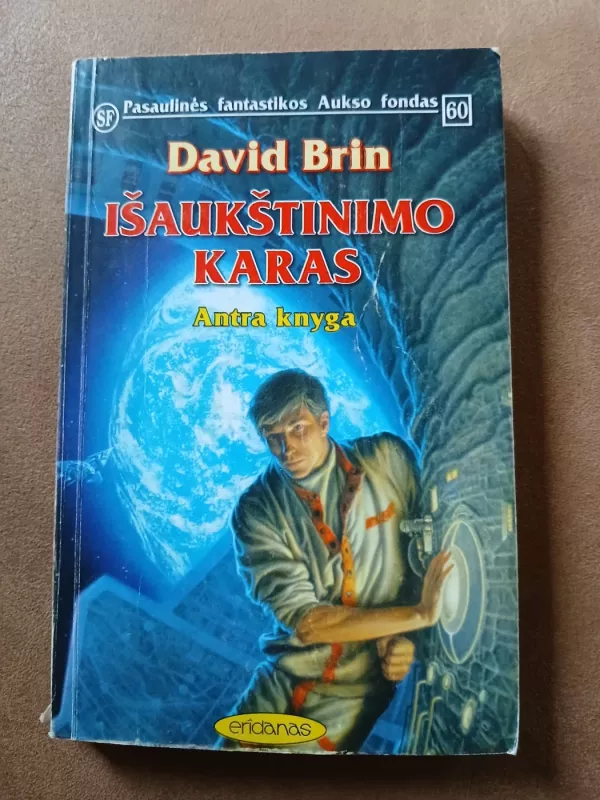 SF Pasaulinės fantastikos Aukso fondas 60
David Brin
IŠAUKŠTINIMO
KARAS
Antra knyga
eridanas